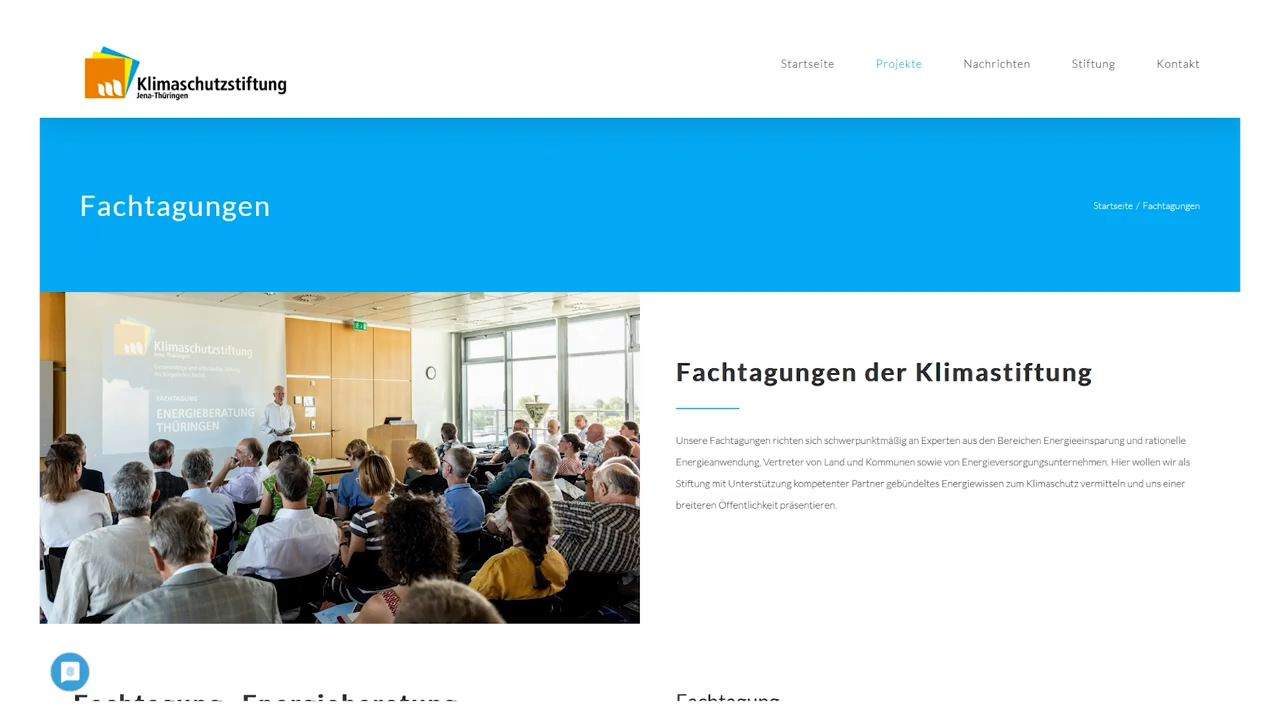 Klimaschutzstiftung
Jena-Thüringen
Startseite
Projekte
Nachrichten
Stiftung
Kontakt
Fachtagungen
Startseite / Fachtagungen
Klimaschutzstiftung
Jena-Thüringen
FACHTAGUNG
ENERGIEBERATUNG
THÜRINGEN
Fachtagungen der Klimastiftung
Unsere Fachtagungen richten sich schwerpunktmäßig an Experten aus den Bereichen Energieeinsparung und rationelle
Energieanwendung, Vertreter von Land und Kommunen sowie von Energieversorgungsunternehmen. Hier wollen wir als
Stiftung mit Unterstützung kompetenter Partner gebündeltes Energiewissen zum Klimaschutz vermitteln und uns einer
breiteren Öffentlichkeit präsentieren.
Fachtagung